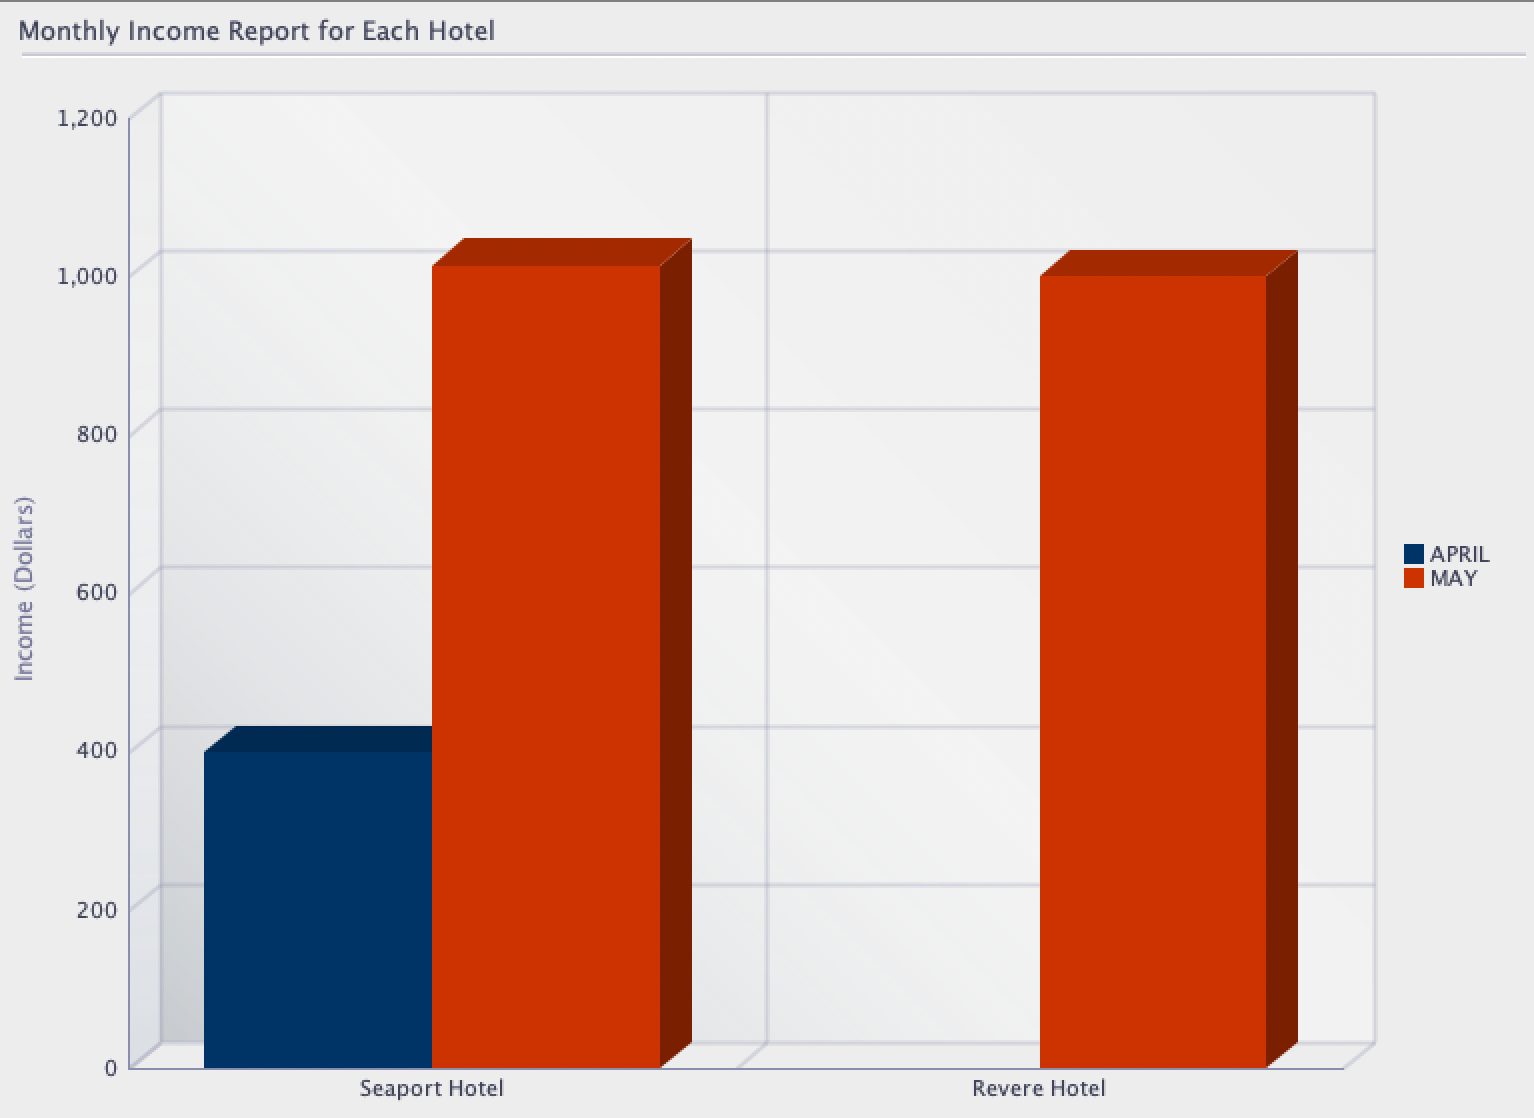 Monthly Income Report for Each Hotel
1,200
1,000
800
600
400
200
0
Income (Dollars)
Seaport Hotel
Revere Hotel
APRIL
MAY